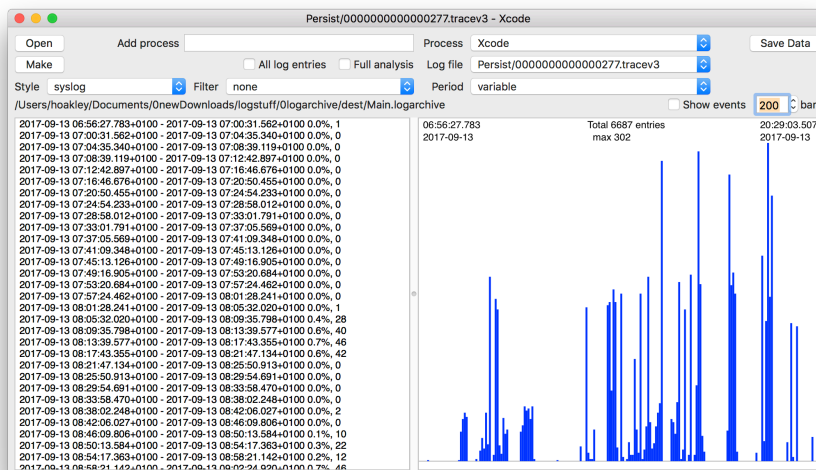 Persist/0000000000000277.tracev3 - Xcode
Open Add process Process Xcode Save Data
Make All log entries Full analysis Log file Persist/0000000000000277.tracev3
Style syslog Filter none Period variable
/Users/hoakley/Documents/0newDownloads/logstuff/0logarchive/dest/Main.logarchive Show events 200 bar
2017-09-13 06:56:27.783+0100 - 2017-09-13 07:00:31.562+0100 0.0%, 1
2017-09-13 07:00:31.562+0100 - 2017-09-13 07:04:35.340+0100 0.0%, 0
2017-09-13 07:04:35.340+0100 - 2017-09-13 07:08:39.119+0100 0.0%, 0
2017-09-13 07:08:39.119+0100 - 2017-09-13 07:12:42.897+0100 0.0%, 0
2017-09-13 07:12:42.897+0100 - 2017-09-13 07:16:46.676+0100 0.0%, 0
2017-09-13 07:16:46.676+0100 - 2017-09-13 07:20:50.455+0100 0.0%, 0
2017-09-13 07:20:50.455+0100 - 2017-09-13 07:24:54.233+0100 0.0%, 0
2017-09-13 07:24:54.233+0100 - 2017-09-13 07:28:58.012+0100 0.0%, 0
2017-09-13 07:28:58.012+0100 - 2017-09-13 07:33:01.791+0100 0.0%, 0
2017-09-13 07:33:01.791+0100 - 2017-09-13 07:37:05.569+0100 0.0%, 0
2017-09-13 07:37:05.569+0100 - 2017-09-13 07:41:09.348+0100 0.0%, 0
2017-09-13 07:41:09.348+0100 - 2017-09-13 07:45:13.126+0100 0.0%, 0
2017-09-13 07:45:13.126+0100 - 2017-09-13 07:49:16.905+0100 0.0%, 0
2017-09-13 07:49:16.905+0100 - 2017-09-13 07:53:20.684+0100 0.0%, 0
2017-09-13 07:53:20.684+0100 - 2017-09-13 07:57:24.462+0100 0.0%, 0
2017-09-13 07:57:24.462+0100 - 2017-09-13 08:01:28.241+0100 0.0%, 0
2017-09-13 08:01:28.241+0100 - 2017-09-13 08:05:32.020+0100 0.0%, 1
2017-09-13 08:05:32.020+0100 - 2017-09-13 08:09:35.798+0100 0.4%, 28
2017-09-13 08:09:35.798+0100 - 2017-09-13 08:13:39.577+0100 0.6%, 40
2017-09-13 08:13:39.577+0100 - 2017-09-13 08:17:43.355+0100 0.7%, 46
2017-09-13 08:17:43.355+0100 - 2017-09-13 08:21:47.134+0100 0.6%, 42
2017-09-13 08:21:47.134+0100 - 2017-09-13 08:25:50.913+0100 0.0%, 0
2017-09-13 08:25:50.913+0100 - 2017-09-13 08:29:54.691+0100 0.0%, 0
2017-09-13 08:29:54.691+0100 - 2017-09-13 08:33:58.470+0100 0.0%, 0
2017-09-13 08:33:58.470+0100 - 2017-09-13 08:38:02.248+0100 0.0%, 0
2017-09-13 08:38:02.248+0100 - 2017-09-13 08:42:06.027+0100 0.0%, 2
2017-09-13 08:42:06.027+0100 - 2017-09-13 08:46:09.806+0100 0.0%, 0
2017-09-13 08:46:09.806+0100 - 2017-09-13 08:50:13.584+0100 0.1%, 10
2017-09-13 08:50:13.584+0100 - 2017-09-13 08:54:17.363+0100 0.3%, 22
2017-09-13 08:54:17.363+0100 - 2017-09-13 08:58:21.142+0100 0.2%, 12
2017-09-13 08:58:21.142+0100 - 2017-09-13 09:02:24.920+0100 0.7%, 46
06:56:27.783 Total 6687 entries 20:29:03.507
2017-09-13 max 302 2017-09-13